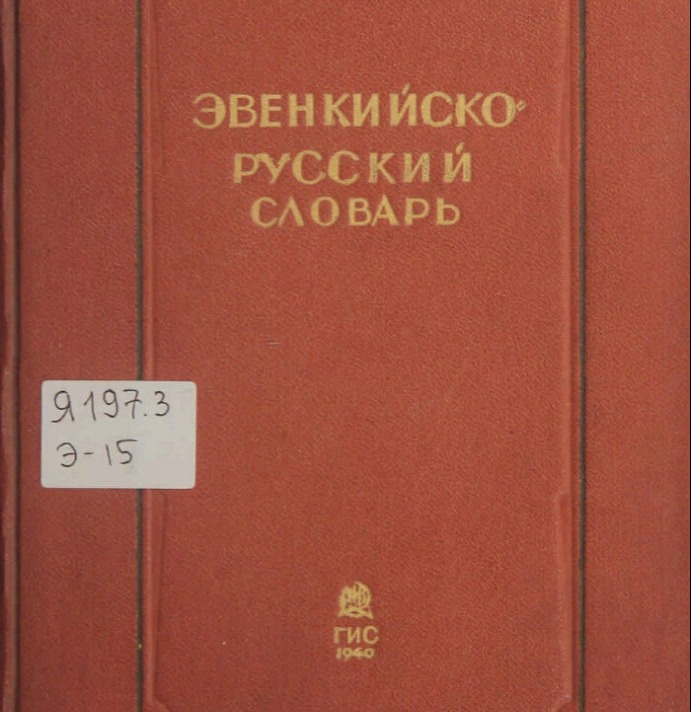 ЭВЕНКИЙСКО-
РУССКИЙ
СЛОВАРЬ
Я197.3
Э-15
ГИС
1940